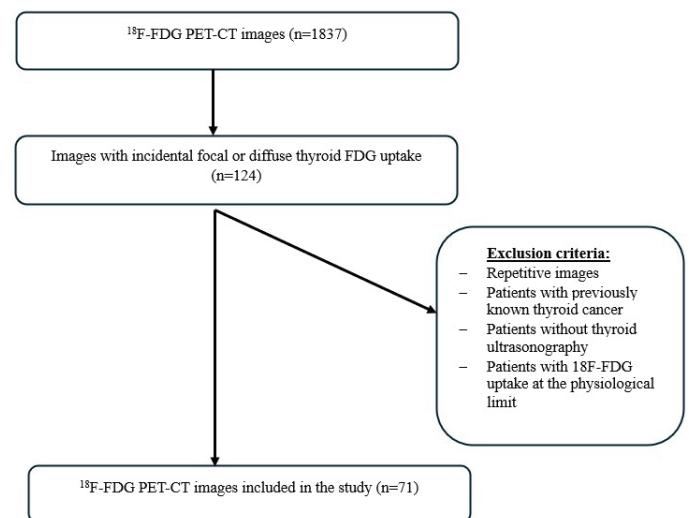 ¹⁸F-FDG PET-CT images (n=1837)
Images with incidental focal or diffuse thyroid FDG uptake
(n=124)
Exclusion criteria:
– Repetitive images
– Patients with previously
known thyroid cancer
– Patients without thyroid
ultrasonography
– Patients with 18F-FDG
uptake at the physiological
limit
¹⁸F-FDG PET-CT images included in the study (n=71)